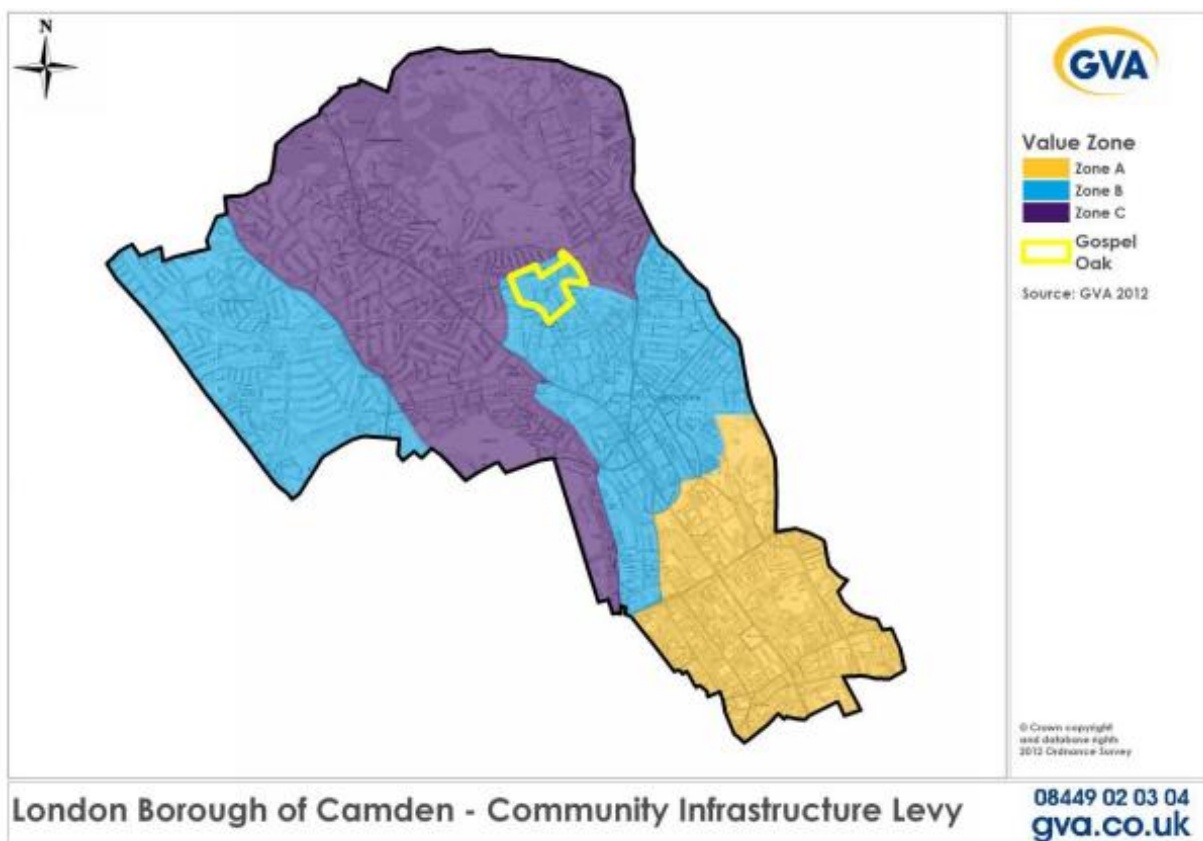 N
GVA
Value Zone
Zone A
Zone B
Zone C
Gospel
Oak
Source: GVA 2012
© Crown copyright
and database rights
2012 Ordnance Survey
London Borough of Camden - Community Infrastructure Levy
08449 02 03 04
gva.co.uk